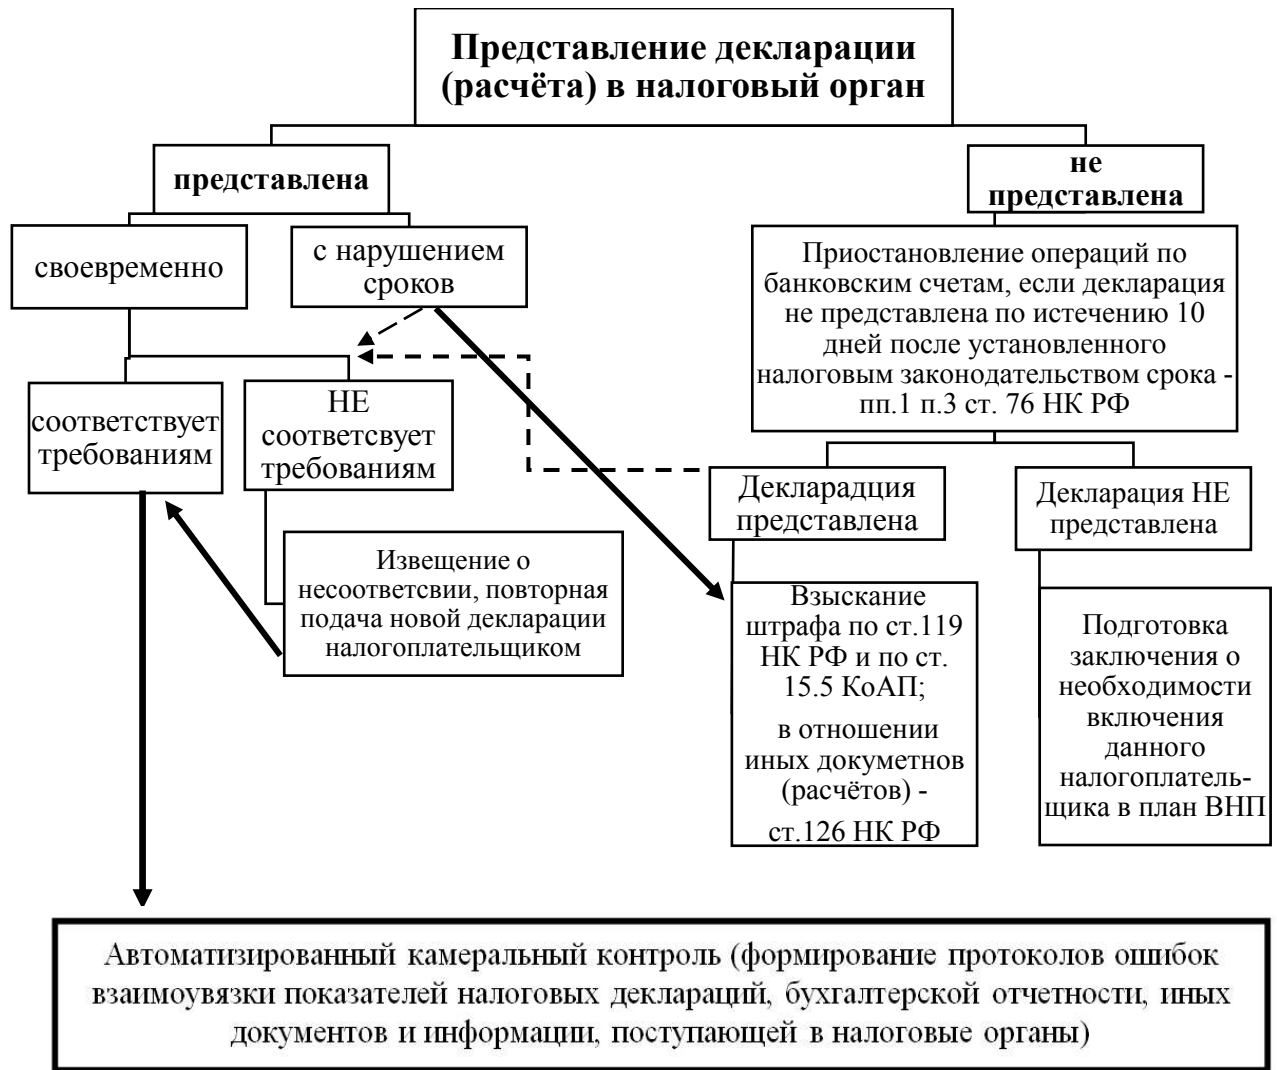 Представление декларации
(расчёта) в налоговый орган
представлена
не
представлена
своевременно
с нарушением
сроков
Приостановление операций по
банковским счетам, если декларация
не представлена по истечению 10
дней после установленного
налоговым законодательством срока -
пп.1 п.3 ст. 76 НК РФ
соответствует
требованиям
НЕ
соответсвует
требованиям
Декларадция
представлена
Декларация НЕ
представлена
Извещение о
несоответсвии, повторная
подача новой декларации
налогоплательщиком
Взыскание
штрафа по ст.119
НК РФ и по ст.
15.5 КоАП;
в отношении
иных докуметнов
(расчётов) -
ст.126 НК РФ
Подготовка
заключения о
необходимости
включения
данного
налогоплатель-
щика в план ВНП
Автоматизированный камеральный контроль (формирование протоколов ошибок
взаимоувязки показателей налоговых деклараций, бухгалтерской отчетности, иных
документов и информации, поступающей в налоговые органы)